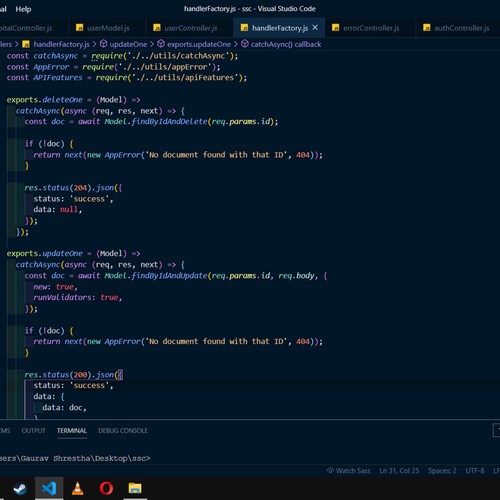 handlerFactory.js - ssc - Visual Studio Code
italController.js userModel.js userController.js handlerFactory.js errorController.js authController.js
llers > handlerFactory.js > updateOne > exports.updateOne > catchAsync() callback
const catchAsync = require('./../utils/catchAsync');
const AppError = require('./../utils/appError');
const APIFeatures = require('./../utils/apiFeatures');
exports.deleteOne = (Model) =>
catchAsync(async (req, res, next) => {
const doc = await Model.findByIdAndDelete(req.params.id);
if (!doc) {
return next(new AppError('No document found with that ID', 404));
}
res.status(204).json({
status: 'success',
data: null,
});
});
exports.updateOne = (Model) =>
catchAsync(async (req, res, next) => {
const doc = await Model.findByIdAndUpdate(req.params.id, req.body, {
new: true,
runValidators: true,
});
if (!doc) {
return next(new AppError('No document found with that ID', 404));
}
res.status(200).json({
status: 'success',
data: {
data: doc,
}
EMS OUTPUT TERMINAL DEBUG CONSOLE
sers\Gaurav Shrestha\Desktop\ssc>
Watch Sass Ln 31, Col 25 Spaces: 2 UTF-8 LF